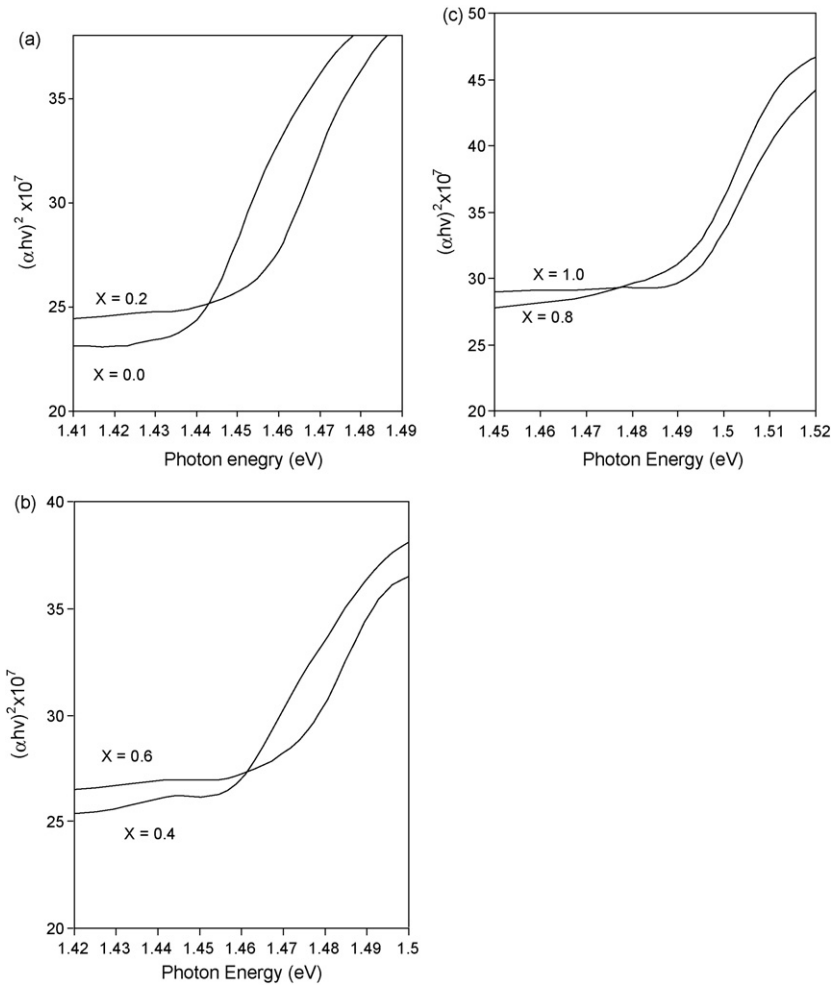 (a)
(αhν)² x10⁷
35
30
25
20
X = 0.2
X = 0.0
1.41 1.42 1.43 1.44 1.45 1.46 1.47 1.48 1.49
Photon enegry (eV)
(c)
(αhν)²x10⁷
50
45
40
35
30
25
20
X = 1.0
X = 0.8
1.45 1.46 1.47 1.48 1.49 1.5 1.51 1.52
Photon Energy (eV)
(b)
(αhν)²x10⁷
40
35
30
25
20
X = 0.6
X = 0.4
1.42 1.43 1.44 1.45 1.46 1.47 1.48 1.49 1.5
Photon Energy (eV)